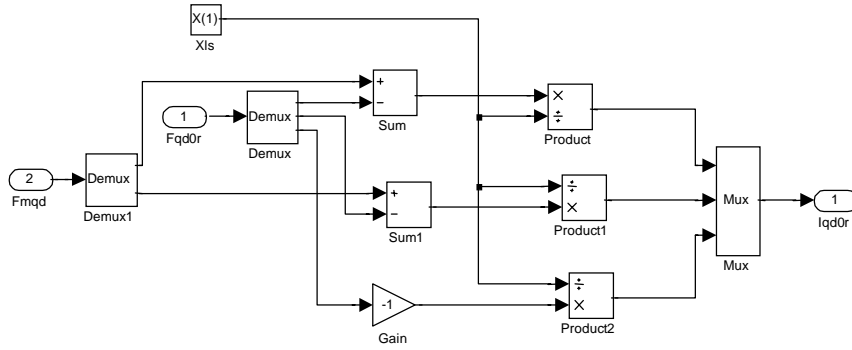 X(1)
Xls
+
−
Sum
×
÷
Product
1
Fqd0r
Demux
Demux
2
Fmqd
Demux
Demux1
+
−
Sum1
÷
×
Product1
Mux
Mux
1
Iqd0r
-1
Gain
÷
×
Product2